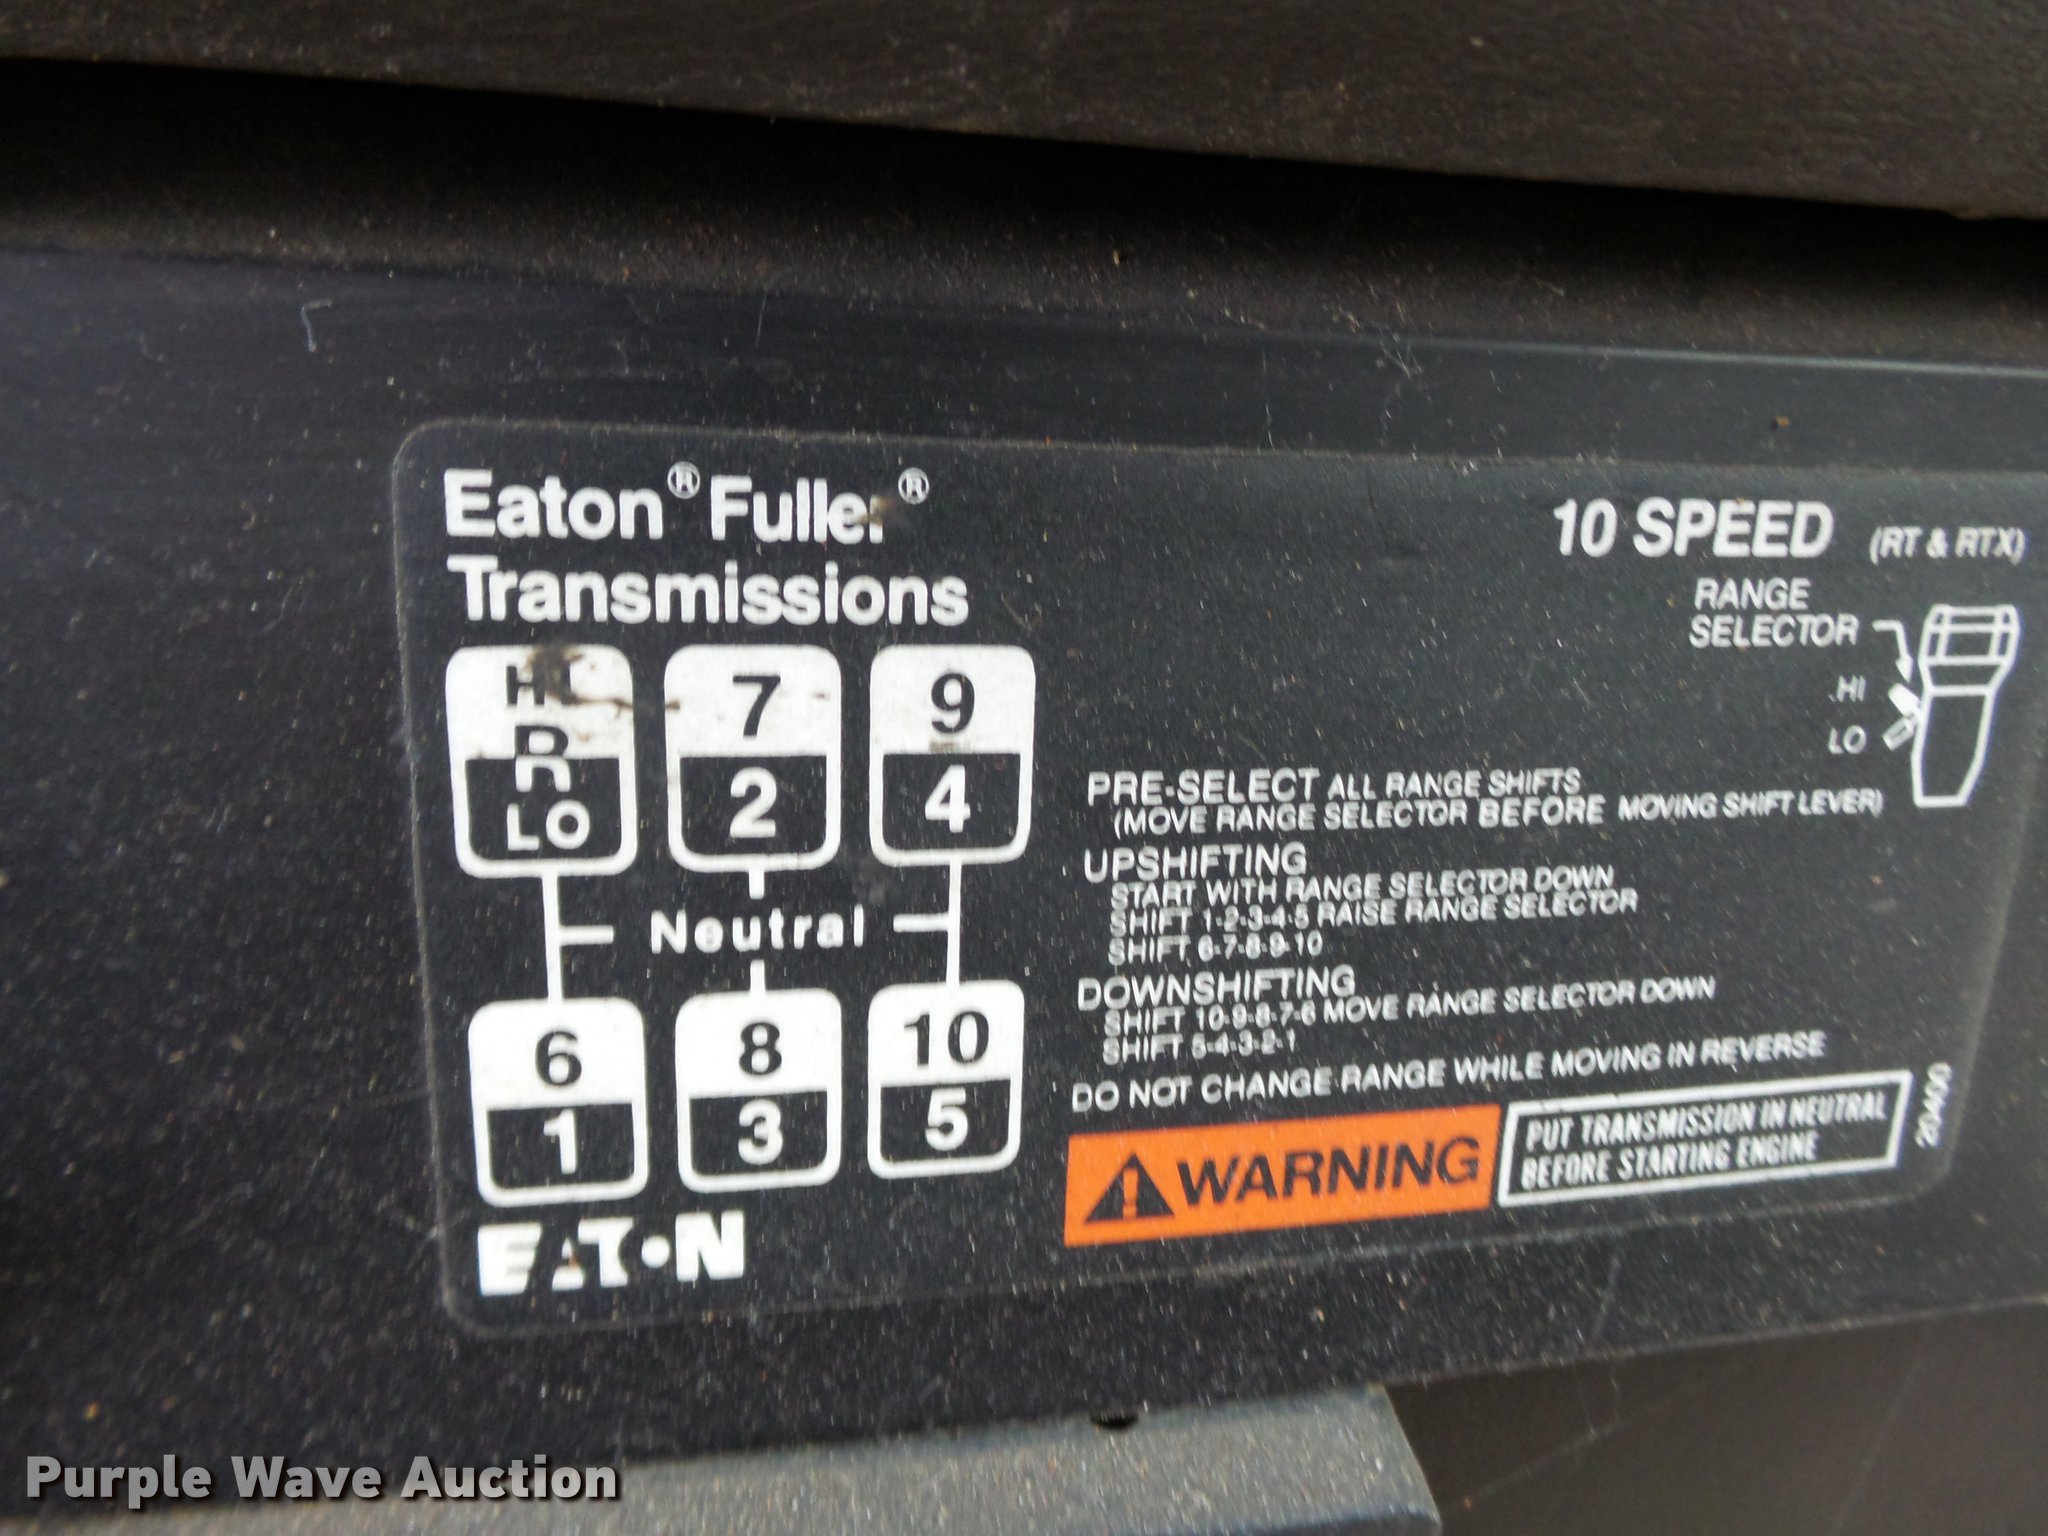 Eaton® Fuller®
Transmissions
10 SPEED (RT & RTX)
RANGE
SELECTOR
HI
LO
HI 7 9
R
LO 2 4
Neutral
6 8 10
1 3 5
EATON
PRE-SELECT ALL RANGE SHIFTS
(MOVE RANGE SELECTOR BEFORE MOVING SHIFT LEVER)
UPSHIFTING
START WITH RANGE SELECTOR DOWN
SHIFT 1-2-3-4-5 RAISE RANGE SELECTOR
SHIFT 6-7-8-9-10
DOWNSHIFTING
SHIFT 10-9-8-7-6 MOVE RANGE SELECTOR DOWN
SHIFT 5-4-3-2-1
DO NOT CHANGE RANGE WHILE MOVING IN REVERSE
WARNING
PUT TRANSMISSION IN NEUTRAL
BEFORE STARTING ENGINE
20400
Purple Wave Auction